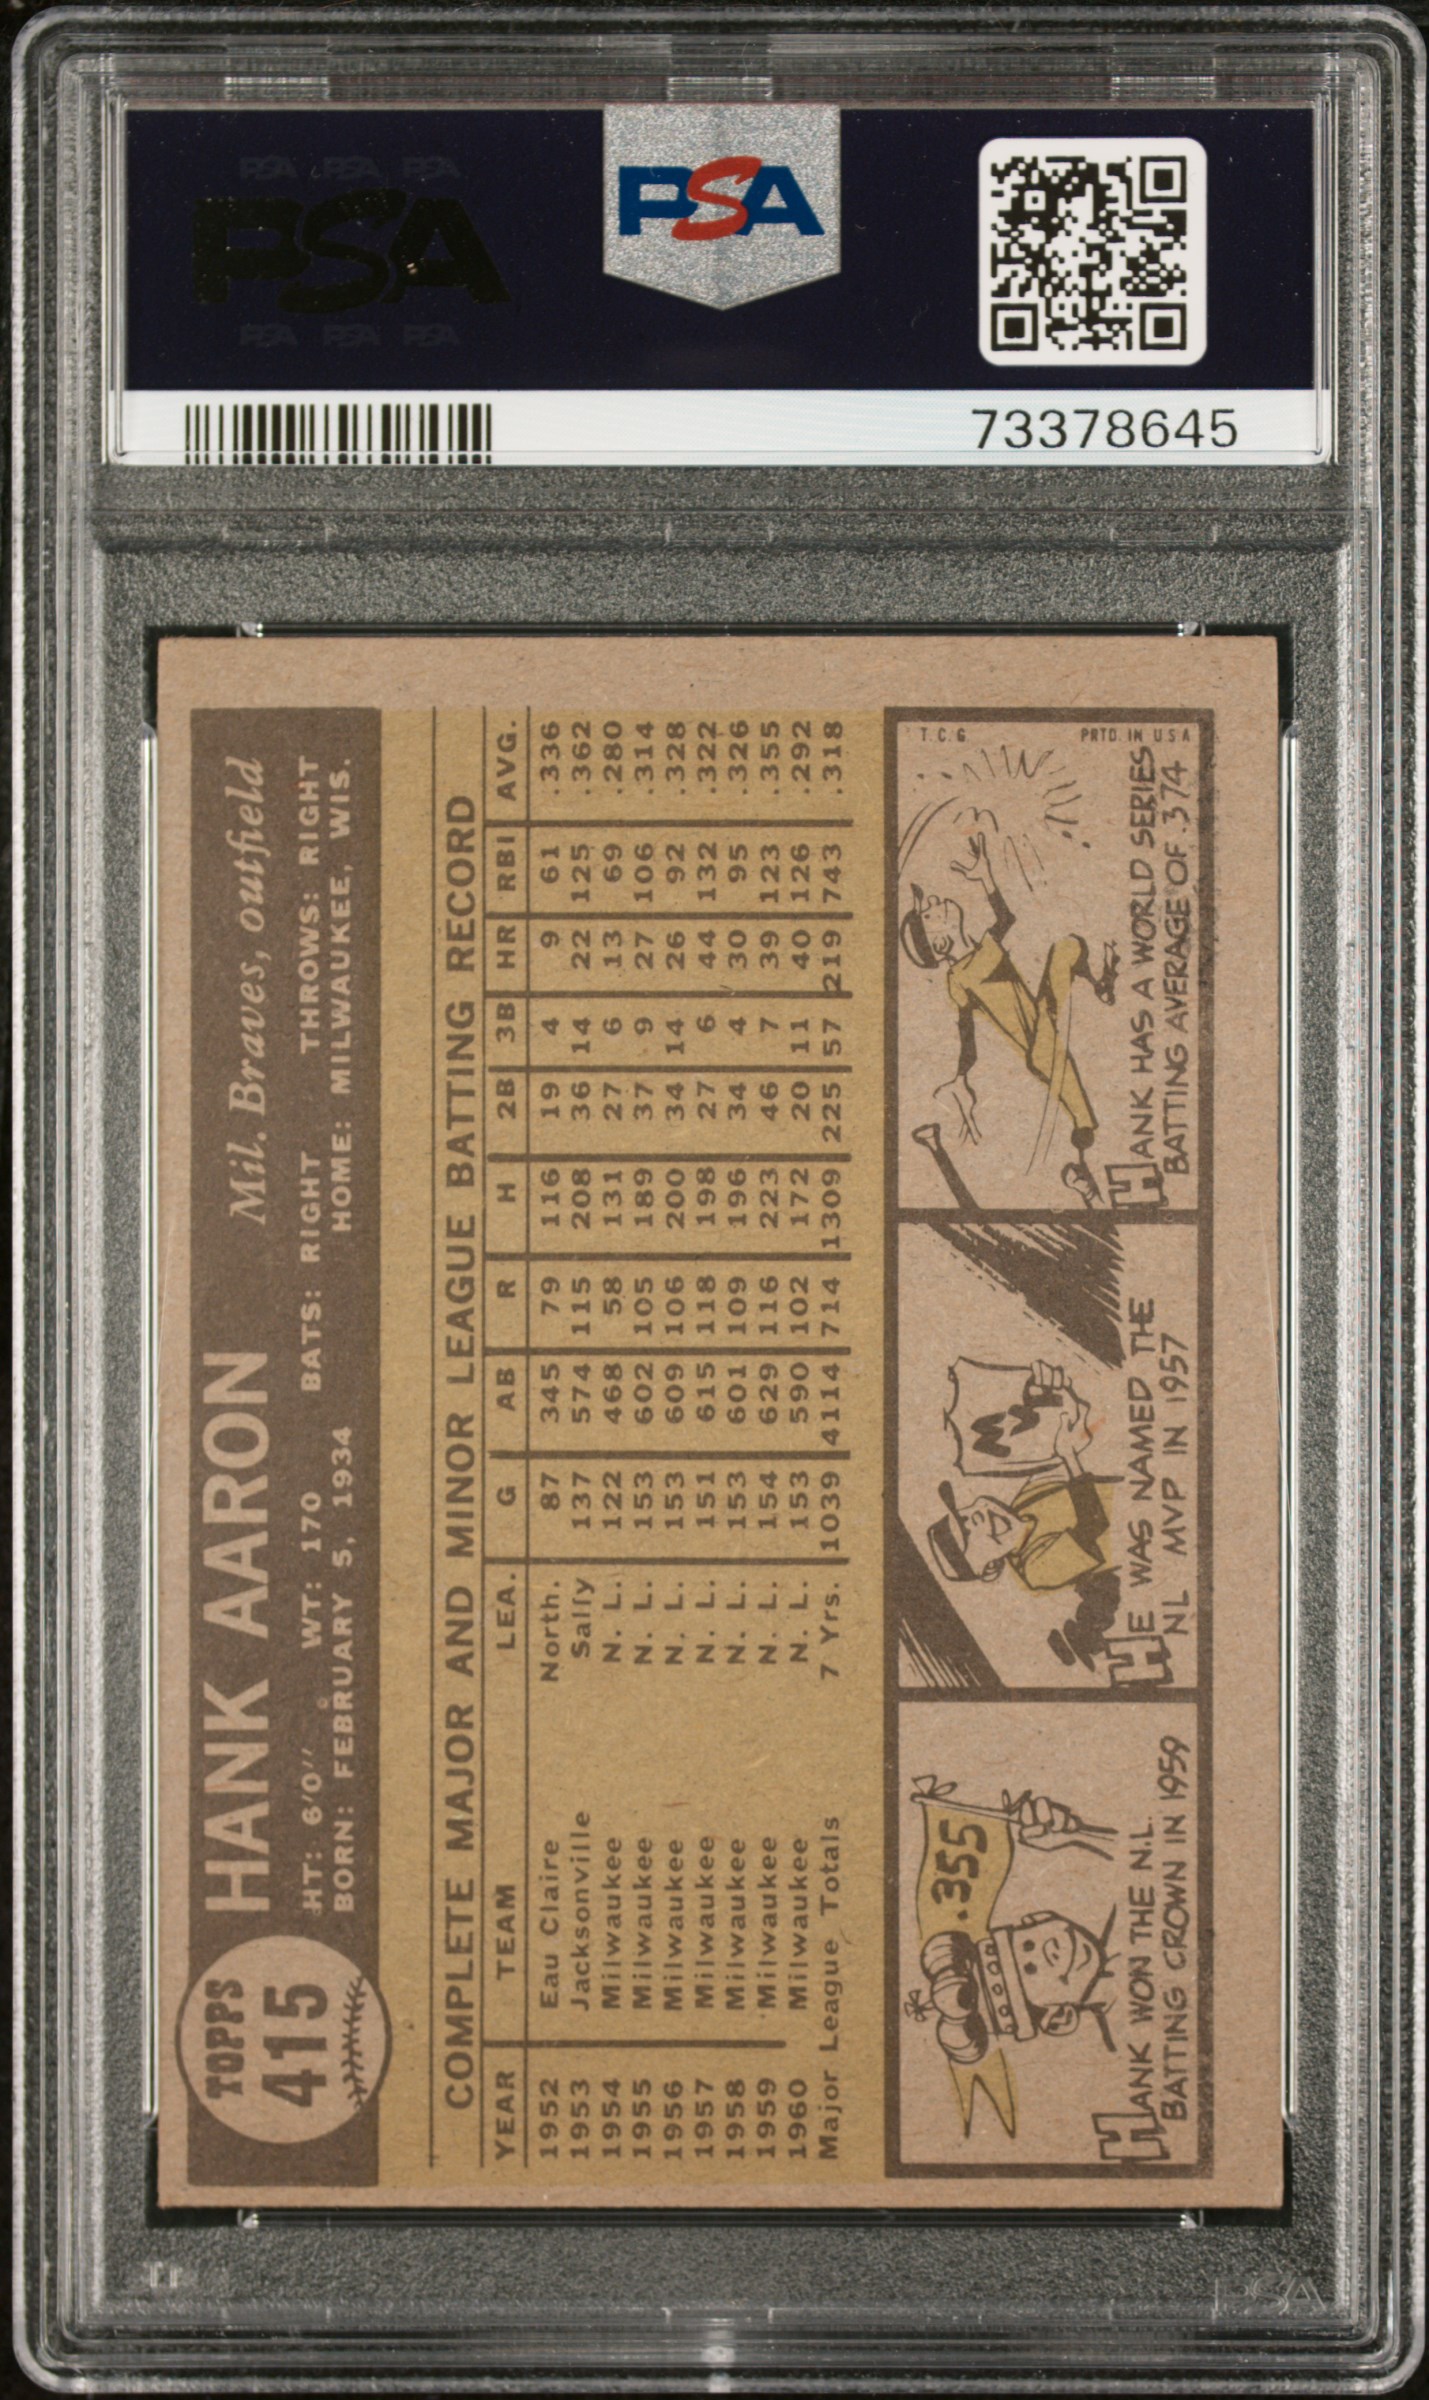 PSA PSA PSA
PSA
PSA PSA PSA
PSA
73378645
TOPPS
415
HANK AARON Mil. Braves, outfield
HT: 6'0'' WT: 170 BATS: RIGHT THROWS: RIGHT
BORN: FEBRUARY 5, 1934 HOME: MILWAUKEE, WIS.
COMPLETE MAJOR AND MINOR LEAGUE BATTING RECORD
YEAR TEAM LEA. G AB R H 2B 3B HR RBI AVG.
1952 Eau Claire North. 87 345 79 116 19 4 9 61 .336
1953 Jacksonville Sally 137 574 115 208 36 14 22 125 .362
1954 Milwaukee N. L. 122 468 58 131 27 6 13 69 .280
1955 Milwaukee N. L. 153 602 105 189 37 9 27 106 .314
1956 Milwaukee N. L. 153 609 106 200 34 14 26 92 .328
1957 Milwaukee N. L. 151 615 118 198 27 6 44 132 .322
1958 Milwaukee N. L. 153 601 109 196 34 4 30 95 .326
1959 Milwaukee N. L. 154 629 116 223 46 7 39 123 .355
1960 Milwaukee N. L. 153 590 102 172 20 11 40 126 .292
Major League Totals 7 Yrs. 1039 4114 714 1309 225 57 219 743 .318
.355
HANK WON THE N.L.
BATTING CROWN IN 1959
MVP
HE WAS NAMED THE
NL MVP IN 1957
T.C.G. PRTD. IN USA
HANK HAS A WORLD SERIES
BATTING AVERAGE OF .374
PSA